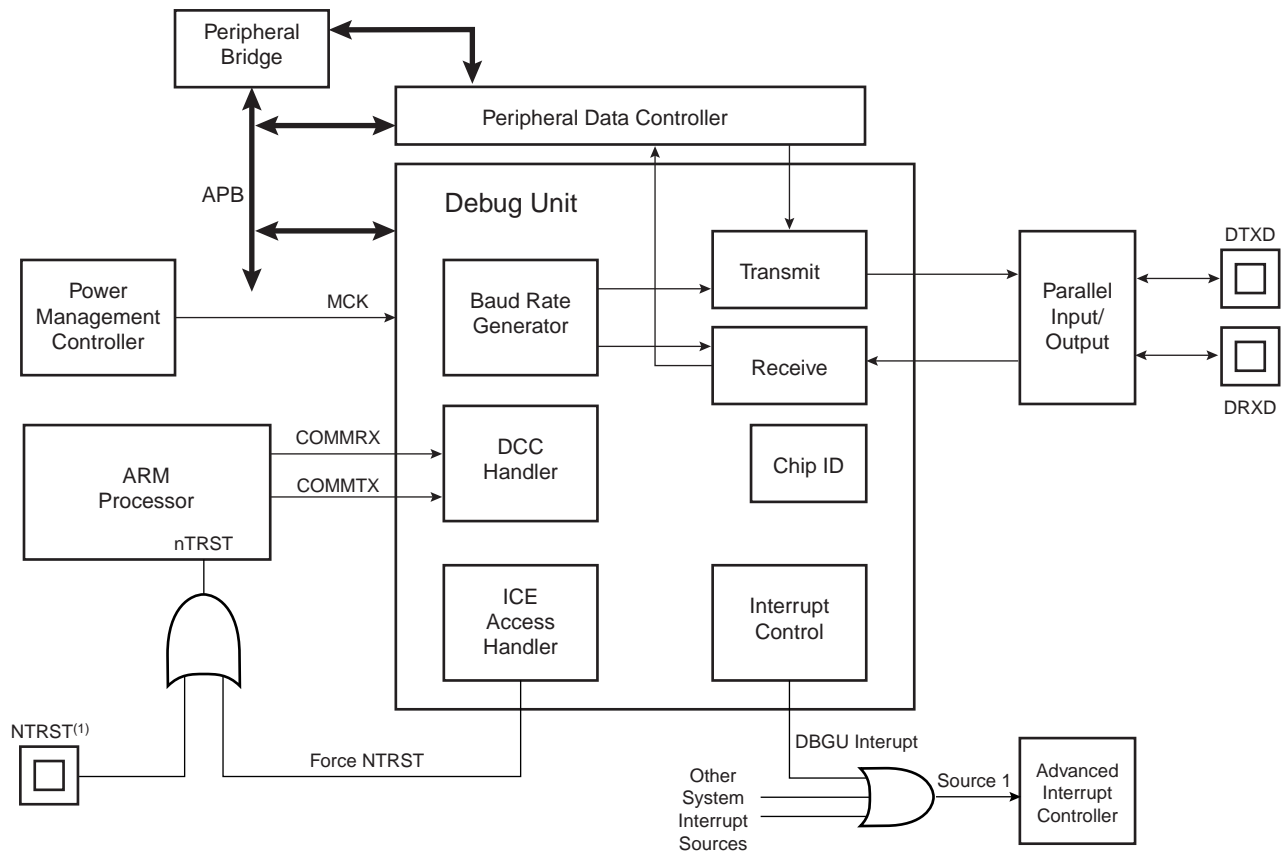 Peripheral
Bridge
Peripheral Data Controller
APB
Debug Unit
DTXD
Transmit
Power
Management
Controller
MCK
Baud Rate
Generator
Parallel
Input/
Output
Receive
DRXD
COMMRX
DCC
Handler
ARM
Processor
Chip ID
COMMTX
nTRST
ICE
Access
Handler
Interrupt
Control
NTRST(1)
Force NTRST
DBGU Interupt
Other
System
Interrupt
Sources
Source 1
Advanced
Interrupt
Controller